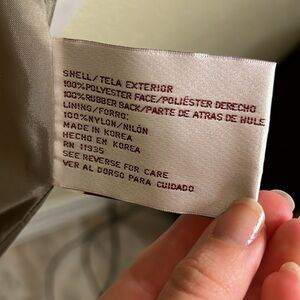 SHELL/TELA EXTERIOR
100%POLYESTER FACE/POLIÉSTER DERECHO
100%RUBBER BACK/PARTE DE ATRAS DE HULE
LINING/FORRO:
100%NYLON/NILÓN
MADE IN KOREA
HECHO EN KOREA
RN 11935
SEE REVERSE FOR CARE
VER AL DORSO PARA CUIDADO